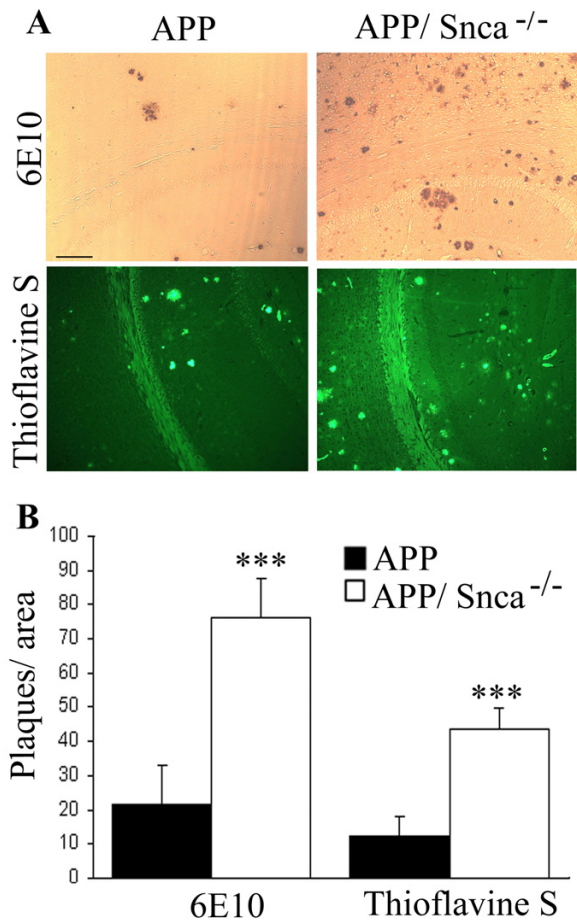 A
APP
APP/ Snca -/-
6E10
Thioflavine S
B
100
90
80
70
60
50
40
30
20
10
0
Plaques/ area
***
***
APP
APP/ Snca -/-
6E10
Thioflavine S